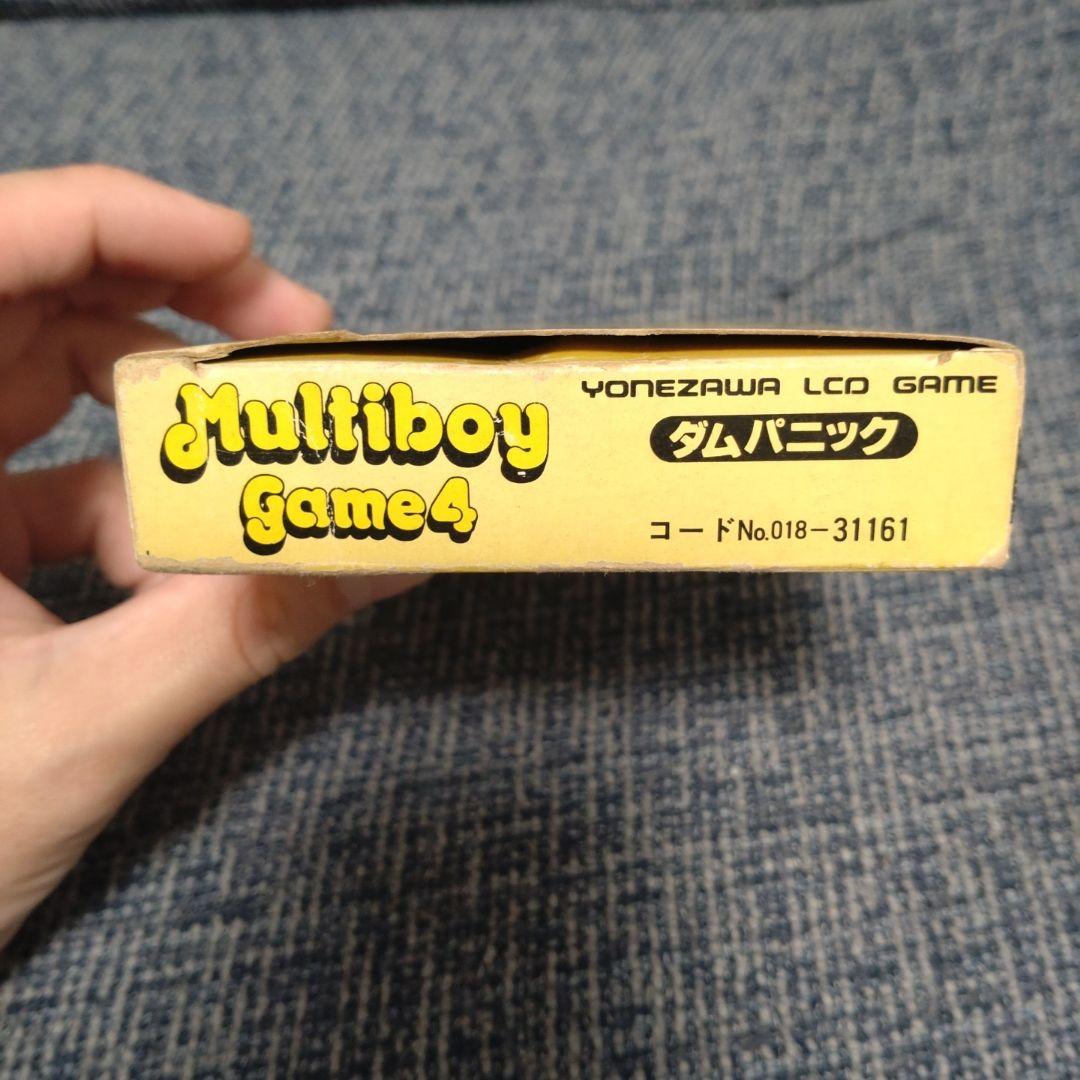 Multiboy
Game4
YONEZAWA LCD GAME
ダムパニック
コードNo.018-31161